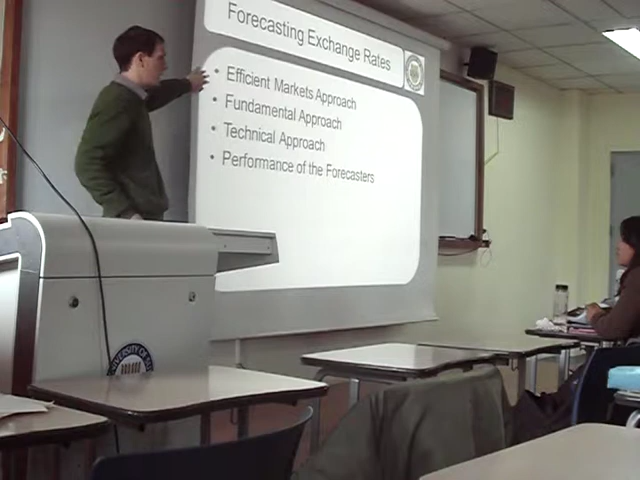 Forecasting Exchange Rates
• Efficient Markets Approach
• Fundamental Approach
• Technical Approach
• Performance of the Forecasters